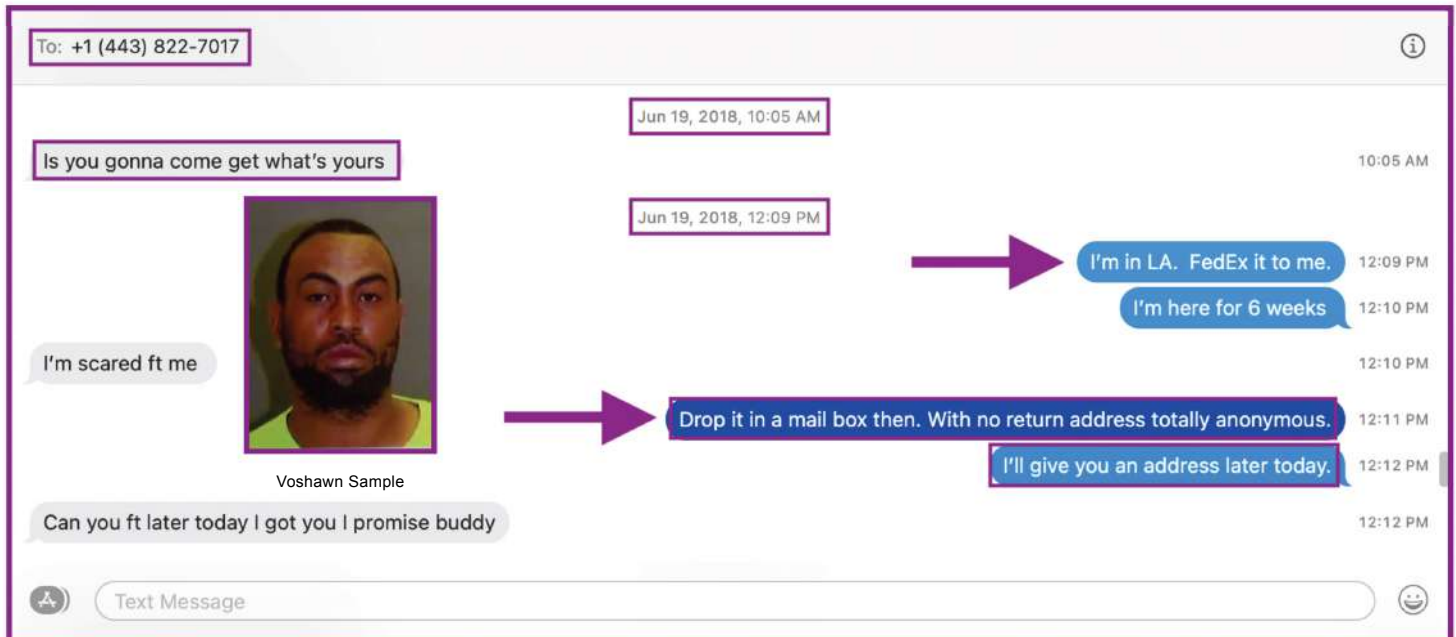 To: +1 (443) 822-7017
Jun 19, 2018, 10:05 AM
Is you gonna come get what's yours 10:05 AM
Jun 19, 2018, 12:09 PM
I'm in LA. FedEx it to me. 12:09 PM
I'm here for 6 weeks 12:10 PM
I'm scared ft me 12:10 PM
Drop it in a mail box then. With no return address totally anonymous. 12:11 PM
I'll give you an address later today. 12:12 PM
Voshawn Sample
Can you ft later today I got you I promise buddy 12:12 PM
Text Message